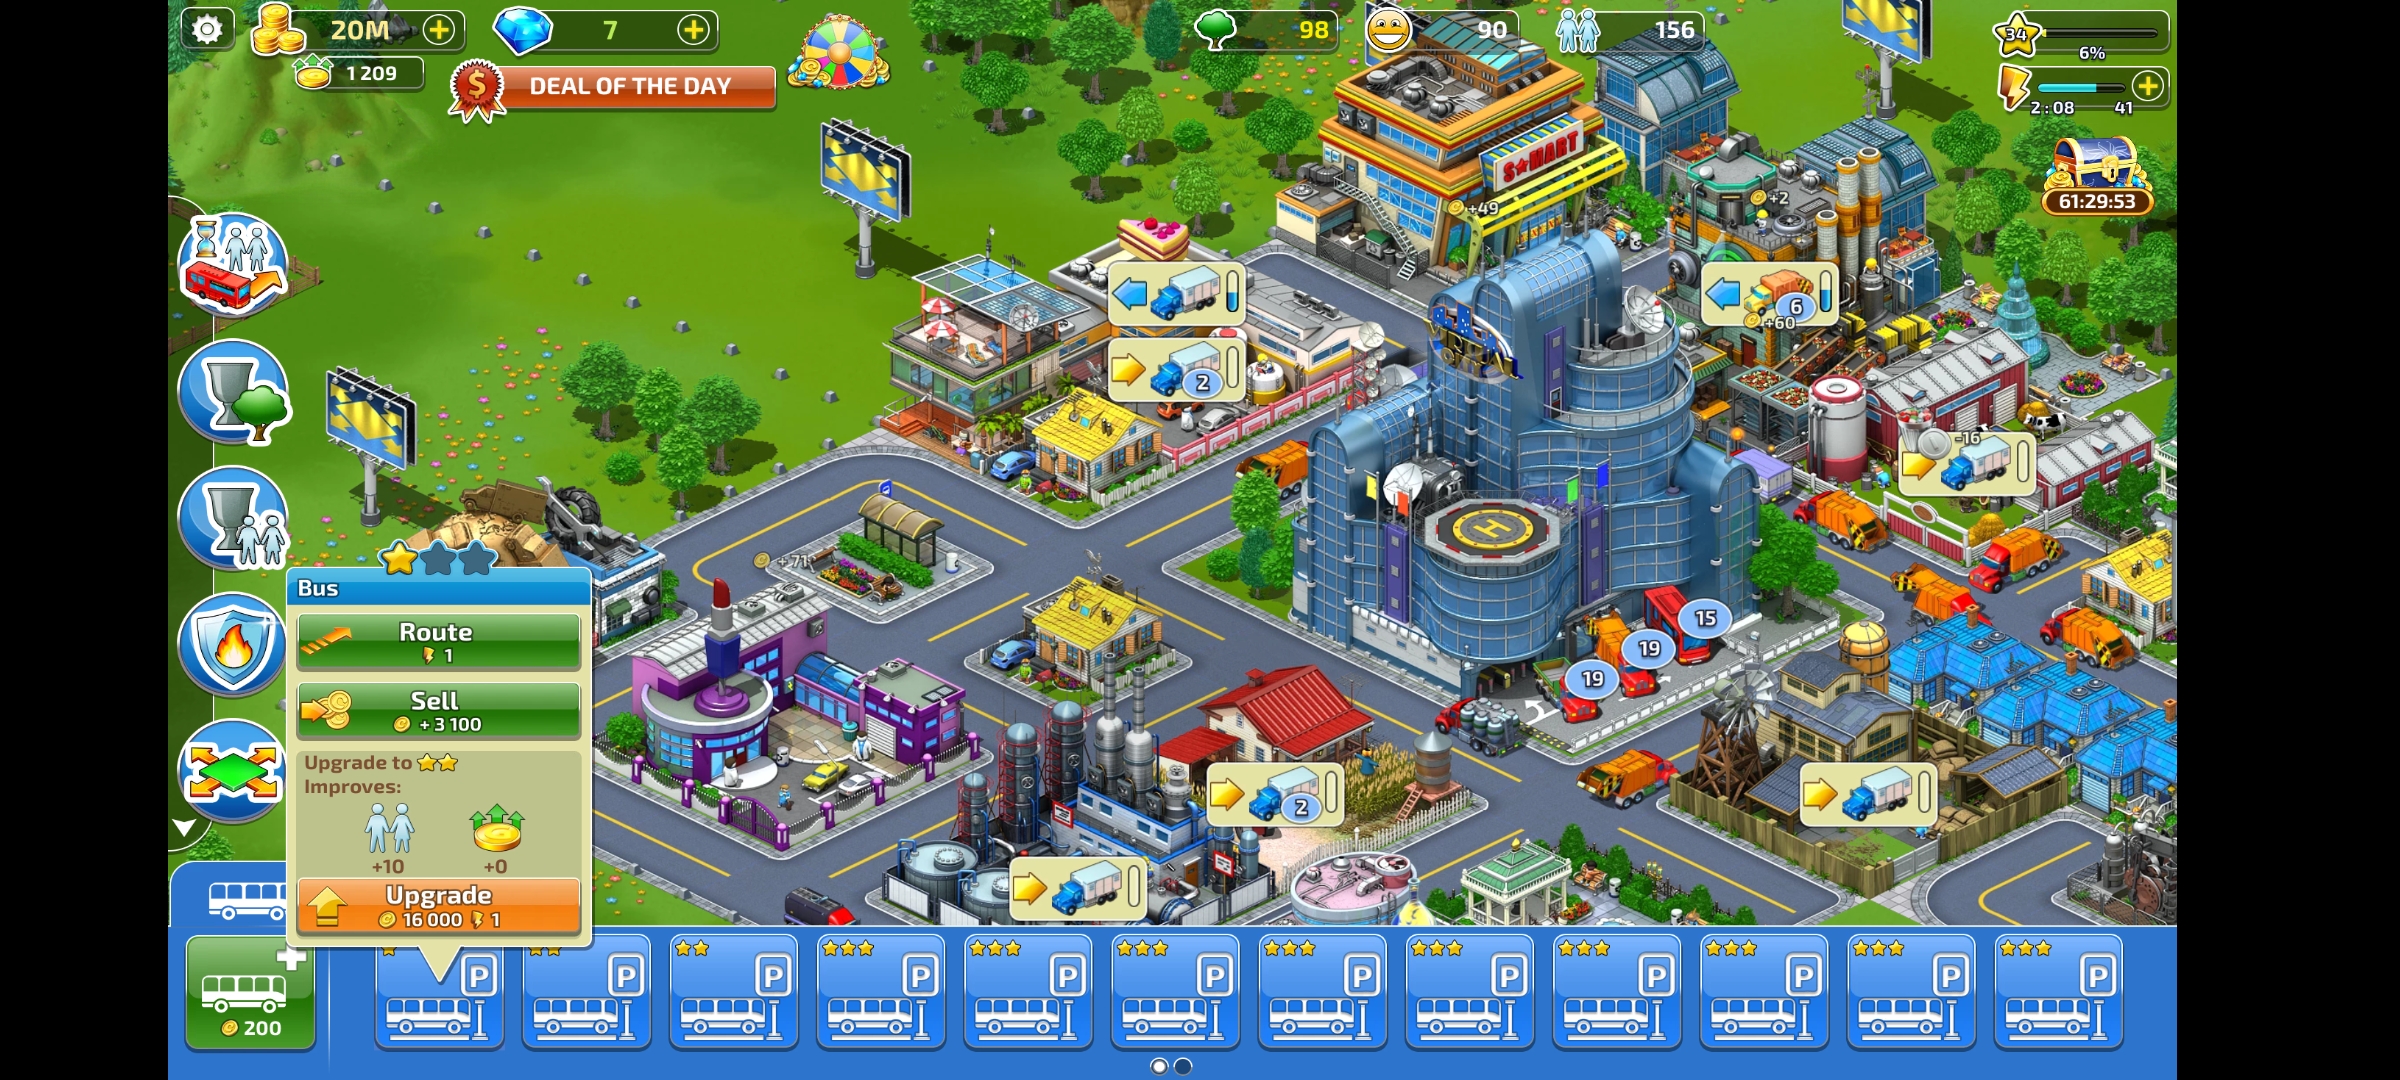 20M
7
98
90
156
34
6%
1 209
DEAL OF THE DAY
2:08
41
61:29:53
S★MART
+49
+2
6
+60
2
-16
+71
H
15
19
19
2
Bus
Route
1
Sell
+3 100
Upgrade to
Improves:
+10
+0
Upgrade
16 000 1
200
P
P
P
P
P
P
P
P
P
P
P
P